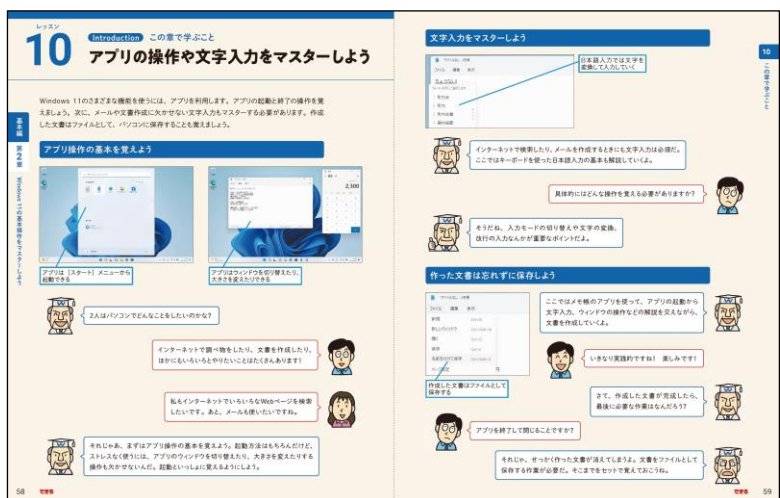 レッスン
10
Introduction この章で学ぶこと
アプリの操作や文字入力をマスターしよう
Windows 11のさまざまな機能を使うには、アプリを利用します。アプリの起動と終了の操作を覚
えましょう。次に、メールや文書作成に欠かせない文字入力もマスターする必要があります。作成
した文書はファイルとして、パソコンに保存することも覚えましょう。
基本編
第2章
Windows 11の基本操作をマスターしよう
アプリ操作の基本を覚えよう
2,100
アプリは［スタート］メニューから
起動できる
アプリはウィンドウを切り替えたり、
大きさを変えたりできる
2人はパソコンでどんなことをしたいのかな?
インターネットで調べ物をしたり、文書を作成したり、
ほかにもいろいろとやりたいことはたくさんあります!
私もインターネットでいろいろなWebページを検索
したいです。あと、メールも使いたいですね。
それじゃあ、まずはアプリ操作の基本を覚えよう。起動方法はもちろんだけど、
ストレスなく使うには、アプリのウィンドウを切り替えたり、大きさを変えたりする
操作も欠かせないんだ。起動といっしょに覚えるようにしよう。
58
できる
文字入力をマスターしよう
ファイル 編集 表示
日本語入力では文字を
変換して入力していく
インターネットで検索したり、メールを作成するときにも文字入力は必須だ。
ここではキーボードを使った日本語入力の基本も解説していくよ。
具体的にはどんな操作を覚える必要がありますか?
そうだね、入力モードの切り替えや文字の変換、
改行の入力なんかが重要なポイントだよ。
作った文書は忘れずに保存しよう
ファイル 編集 表示
新規
新しいウィンドウ
開く
保存
名前を付けて保存
作成した文書はファイルとして
保存する
ここではメモ帳のアプリを使って、アプリの起動から
文字入力、ウィンドウの操作などの解説を交えながら、
文書を作成していくよ。
いきなり実践的ですね! 楽しみです!
さて、作成した文書が完成したら、
最後に必要な作業はなんだろう?
アプリを終了して閉じることですか?
それじゃ、せっかく作った文書が消えてしまうよ。文書をファイルとして
保存する作業が必要だ。そこまでをセットで覚えておこうね。
10
この章で学ぶこと
できる
59